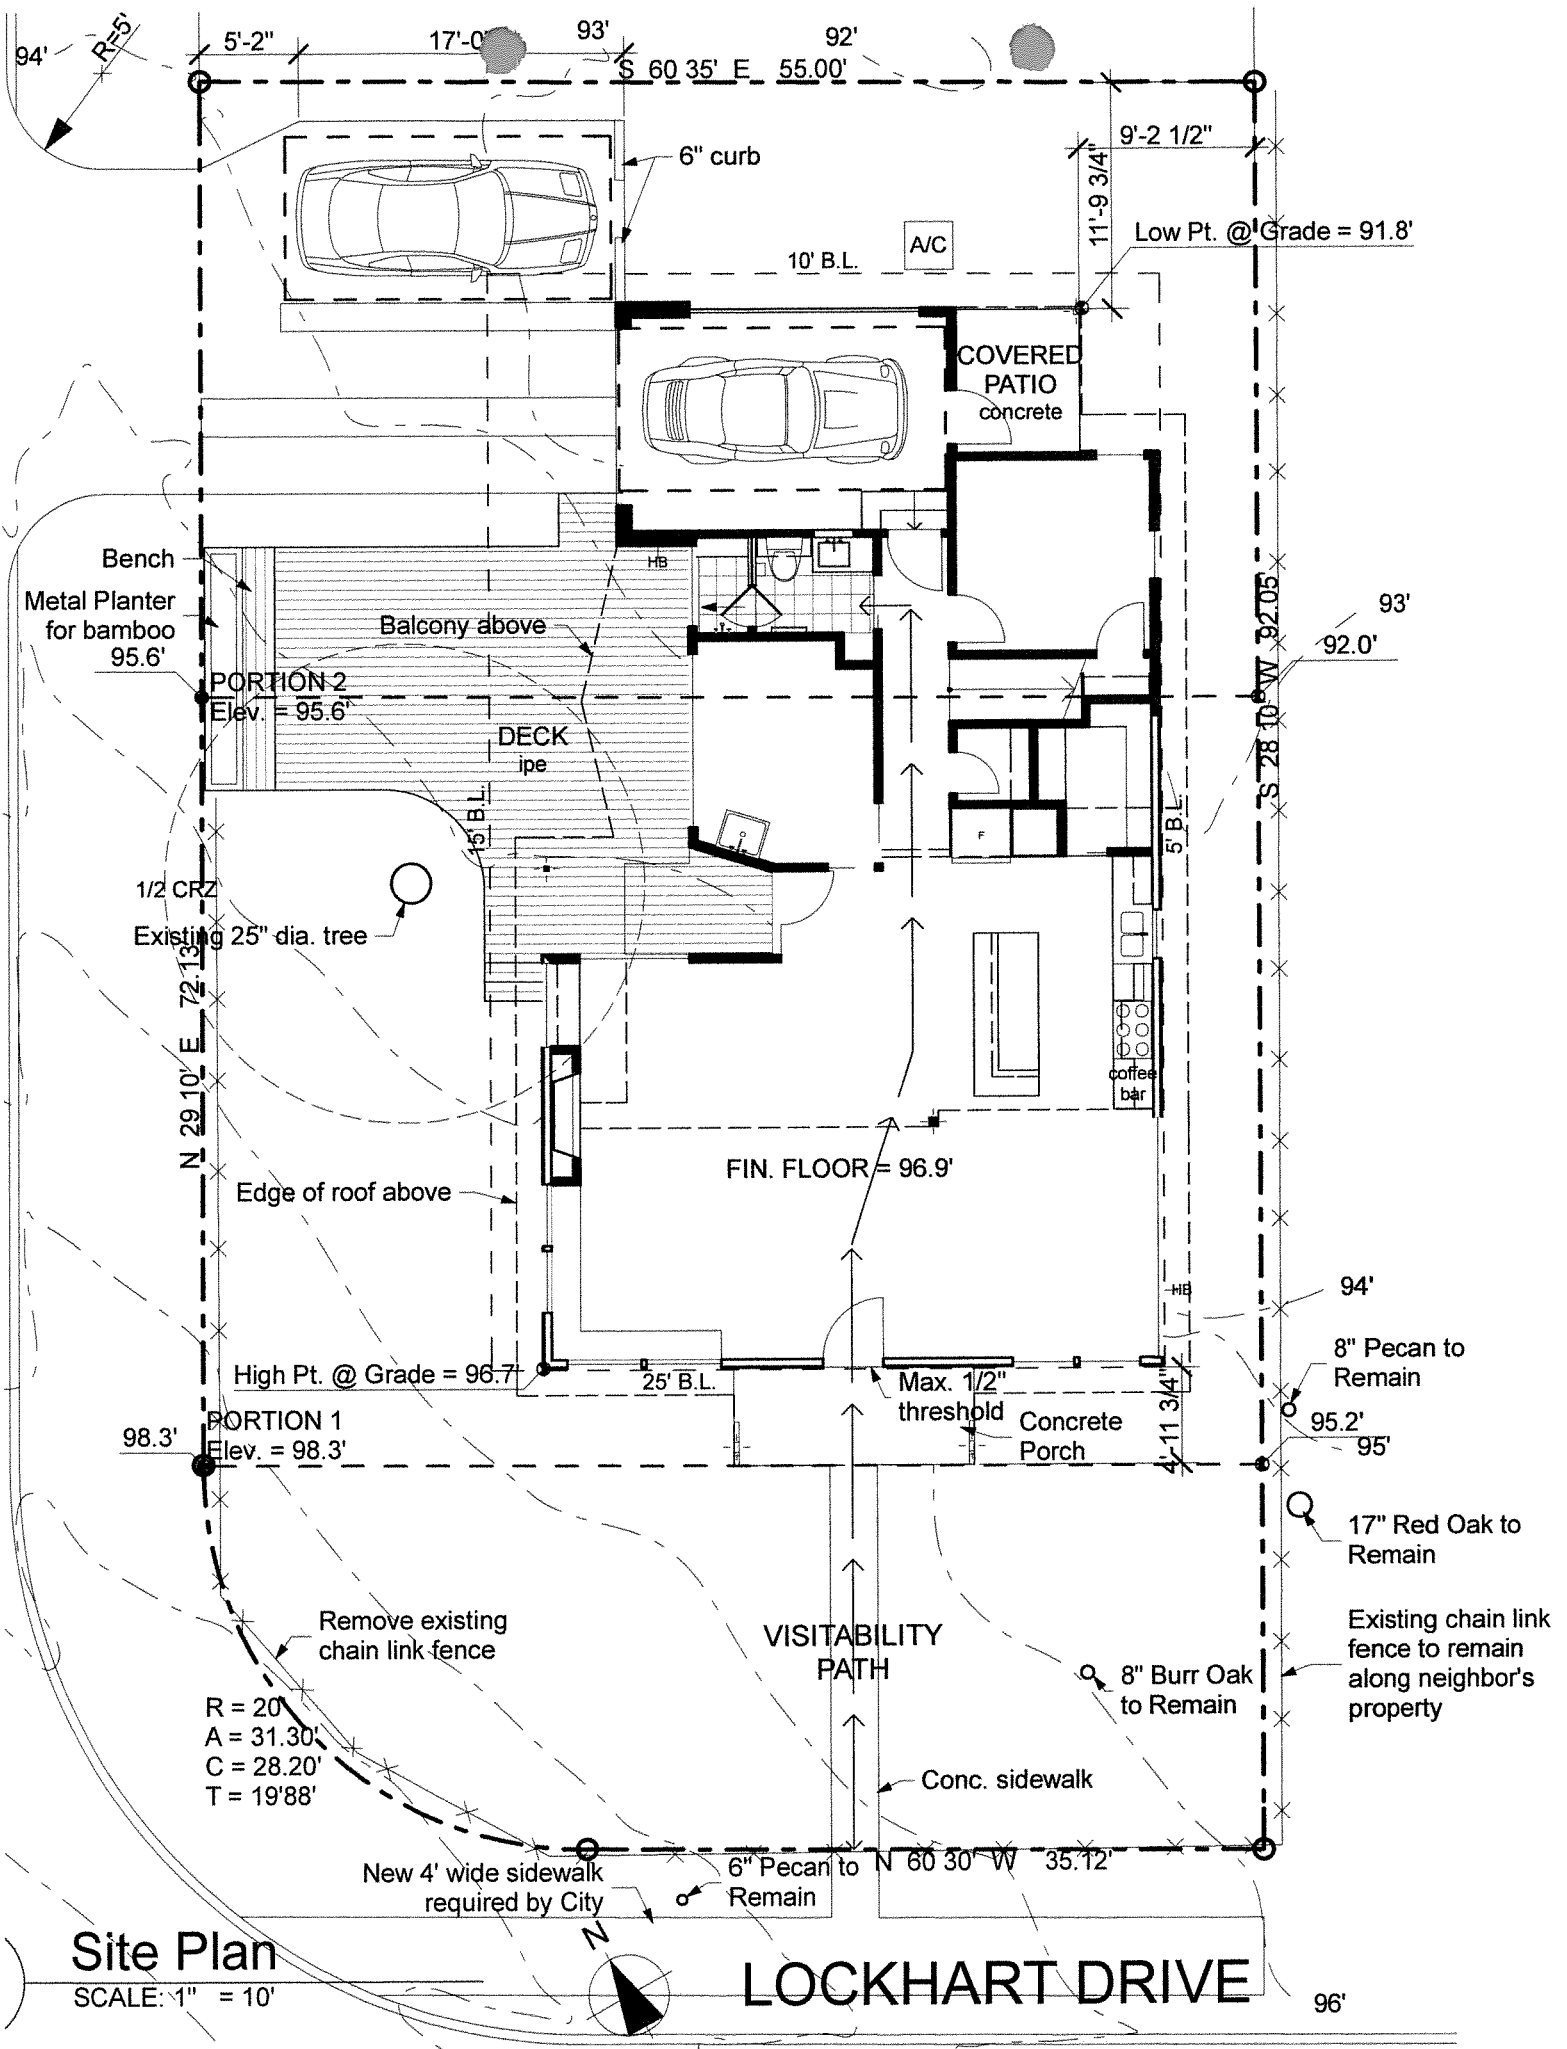 94'
R=5'
5'-2"
17'-0"
93'
92'
S 60 35' E 55.00'
9'-2 1/2"
11'-9 3/4"
6" curb
A/C
Low Pt. @ Grade = 91.8'
10' B.L.
COVERED
PATIO
concrete
Bench
HB
Metal Planter
for bamboo
95.6'
Balcony above
93'
92.0'
PORTION 2
Elev. = 95.6'
DECK
ipe
S 28 10' W 92.05'
15' B.L.
F
5' B.L.
1/2 CRZ
Existing 25" dia. tree
N 29 10' E 72.13'
coffee
bar
FIN. FLOOR = 96.9'
Edge of roof above
HB
94'
High Pt. @ Grade = 96.7'
25' B.L.
Max. 1/2"
threshold
8" Pecan to
Remain
4'-11 3/4"
PORTION 1
Elev. = 98.3'
98.3'
Concrete
Porch
95.2'
95'
17" Red Oak to
Remain
Remove existing
chain link fence
VISITABILITY
PATH
Existing chain link
fence to remain
along neighbor's
property
8" Burr Oak
to Remain
R = 20'
A = 31.30'
C = 28.20'
T = 19'88'
Conc. sidewalk
New 4' wide sidewalk
required by City
6" Pecan to
Remain
N 60 30' W 35.12'
N
Site Plan
SCALE: 1" = 10'
LOCKHART DRIVE
96'